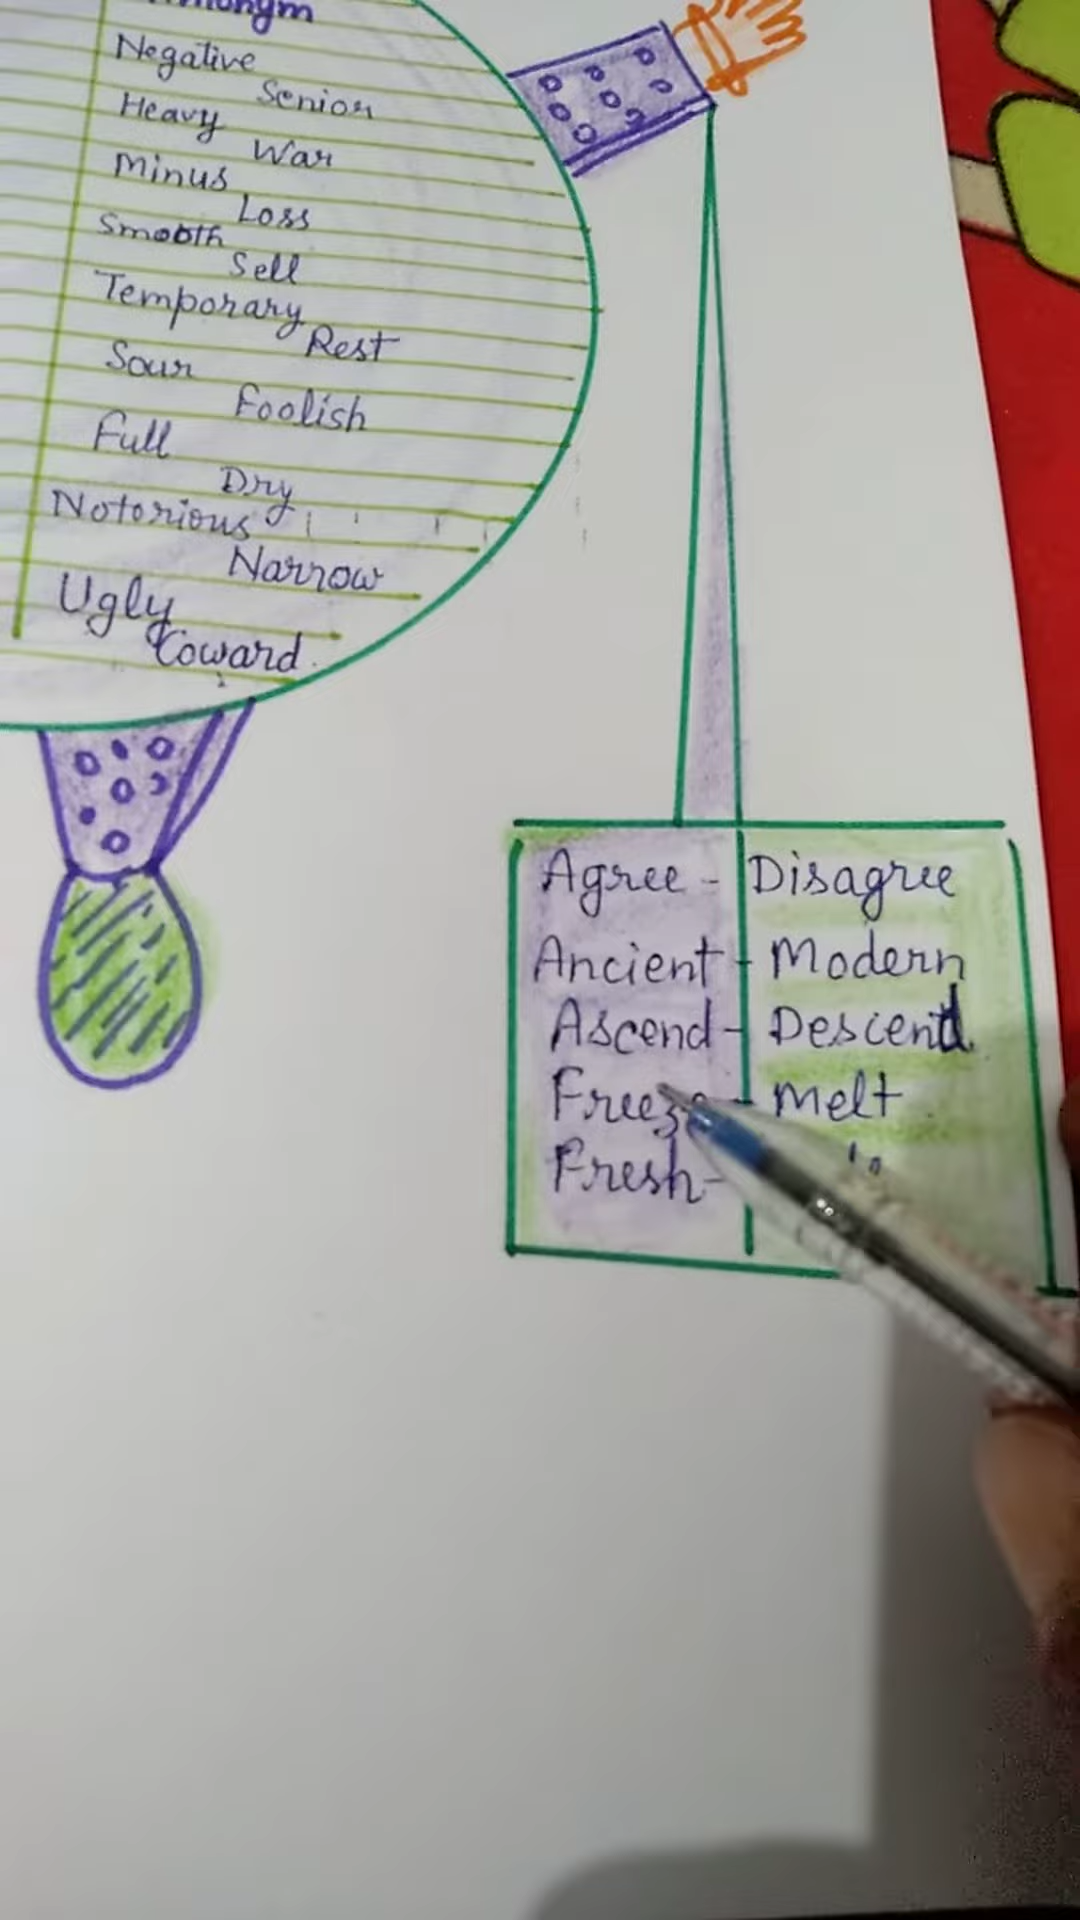 Negative
Senior
Heavy
War
Minus
Loss
Smooth
Sell
Temporary
Rest
Sour
Foolish
Full
Dry
Notorious
Narrow
Ugly
Coward.
Agree - Disagree
Ancient - Modern
Ascend - Descend.
Freeze - Melt
Fresh -